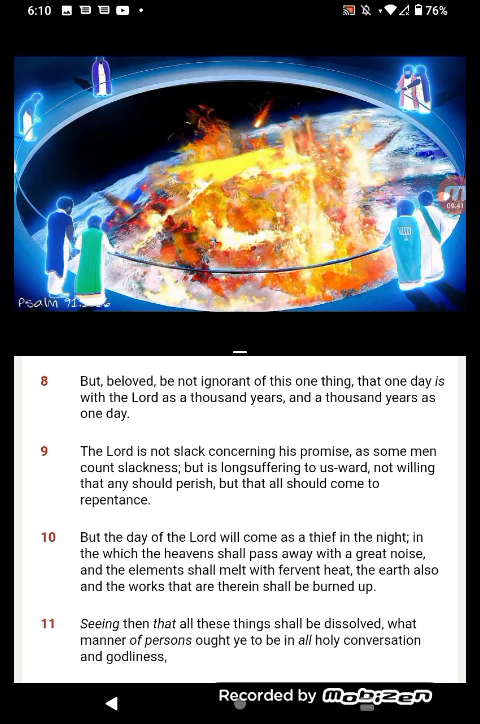 6:10
76%
09:41
8 But, beloved, be not ignorant of this one thing, that one day is
with the Lord as a thousand years, and a thousand years as
one day.
9 The Lord is not slack concerning his promise, as some men
count slackness; but is longsuffering to us-ward, not willing
that any should perish, but that all should come to
repentance.
10 But the day of the Lord will come as a thief in the night; in
the which the heavens shall pass away with a great noise,
and the elements shall melt with fervent heat, the earth also
and the works that are therein shall be burned up.
11 Seeing then that all these things shall be dissolved, what
manner of persons ought ye to be in all holy conversation
and godliness,
Recorded by Mobizen